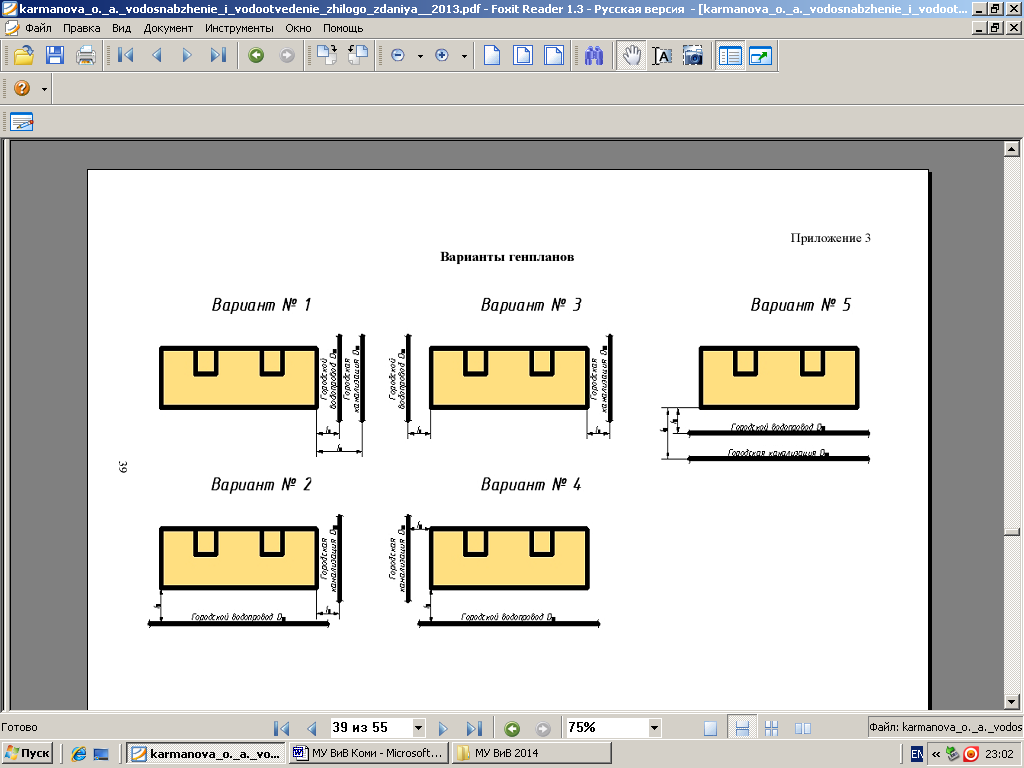 karmanova_o._a._vodosnabzhenie_i_vodootvedenie_zhilogo_zdaniya__2013.pdf - Foxit Reader 1.3 - Русская версия - [karmanova_o._a._vodosnabzhenie_i_vodoot...
Файл Правка Вид Документ Инструменты Окно Помощь
Приложение 3
Варианты генпланов
Вариант № 1
Вариант № 3
Вариант № 5
Городской
водопровод D
Городская
канализация D
Городской
водопровод D
Городская
канализация D
Городской водопровод D
Городская канализация D
39
Вариант № 2
Вариант № 4
Городская
канализация D
Городской водопровод D
Городская
канализация D
Городской водопровод D
Готово
39 из 55
75%
Файл: karmanova_o._a._vodos
Пуск
karmanova_o._a._vo...
МУ ВиВ Коми - Microsoft...
МУ ВиВ 2014
EN
23:02